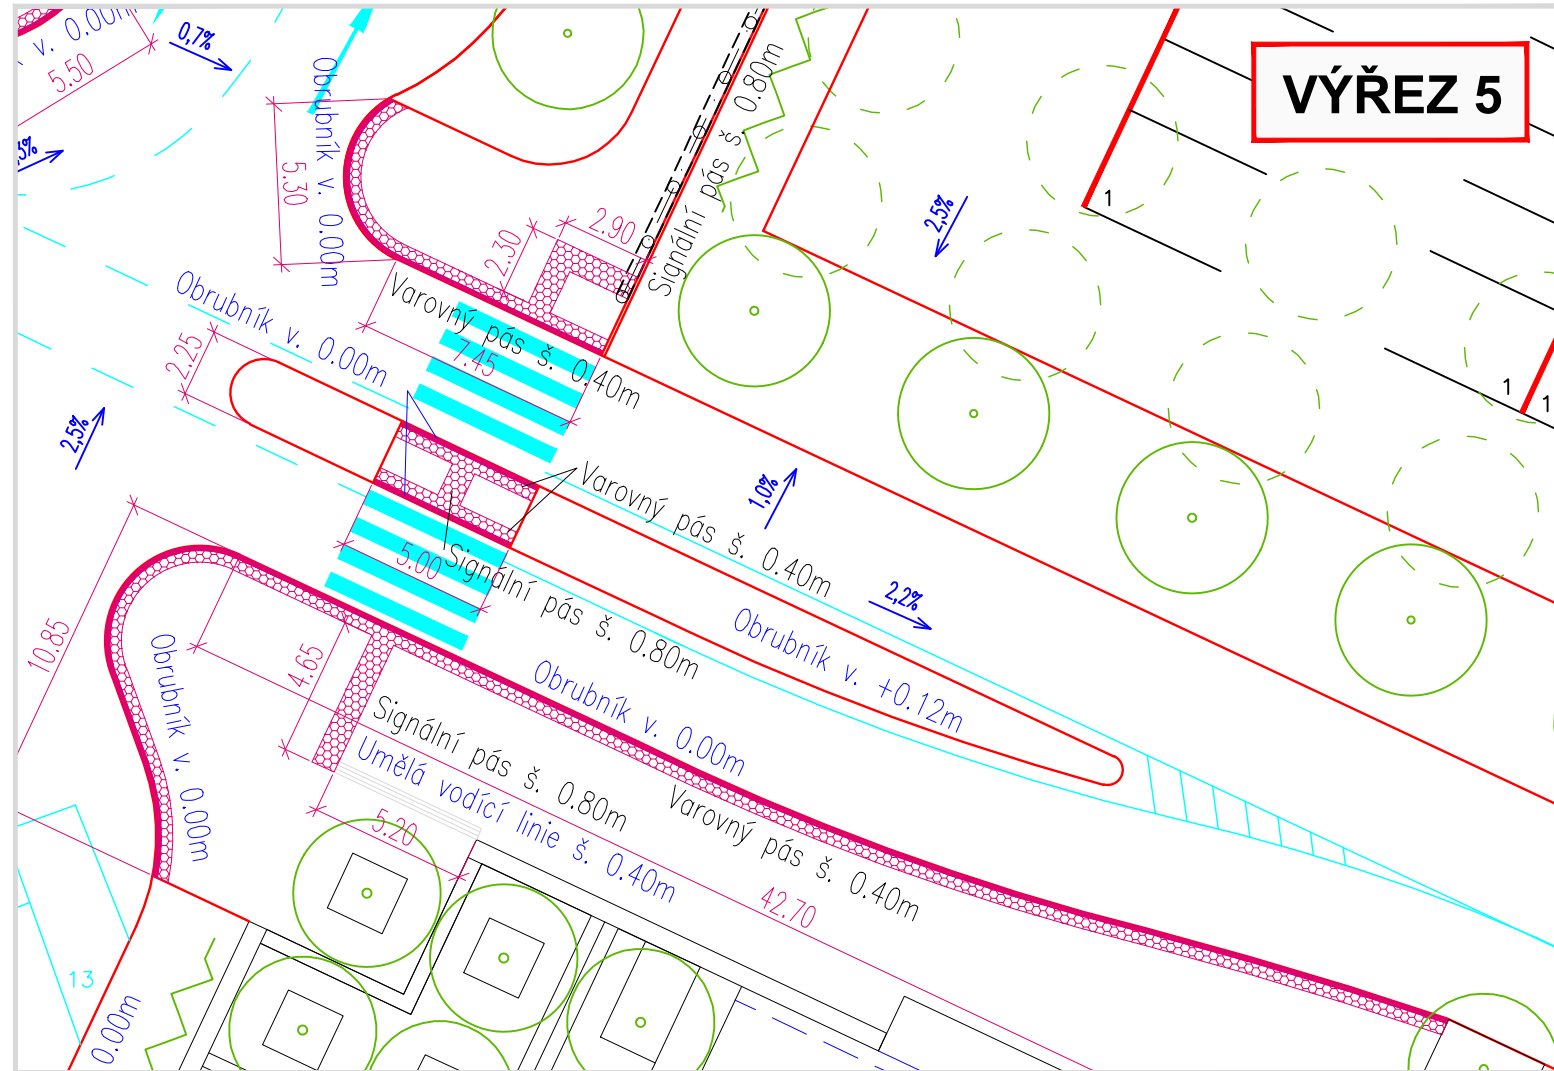 v. 0.00m
0,7%
5.50
VÝŘEZ 5
Obrubník v. 0.00m
5.30
2.90
2.30
Signální pás š. 0.80m
2,5%
1
Varovný pás š. 0.40m
Obrubník v. 0.00m
7.45
2.25
1
1
2,5%
Varovný pás š. 0.40m
1,0%
5.00
Signální pás š. 0.80m
2,2%
Obrubník v. +0.12m
10.85
Obrubník v. 0.00m
4.65
Obrubník v. 0.00m
Signální pás š. 0.80m
Umělá vodící linie š. 0.40m
Varovný pás š. 0.40m
5.20
42.70
13
0.00m